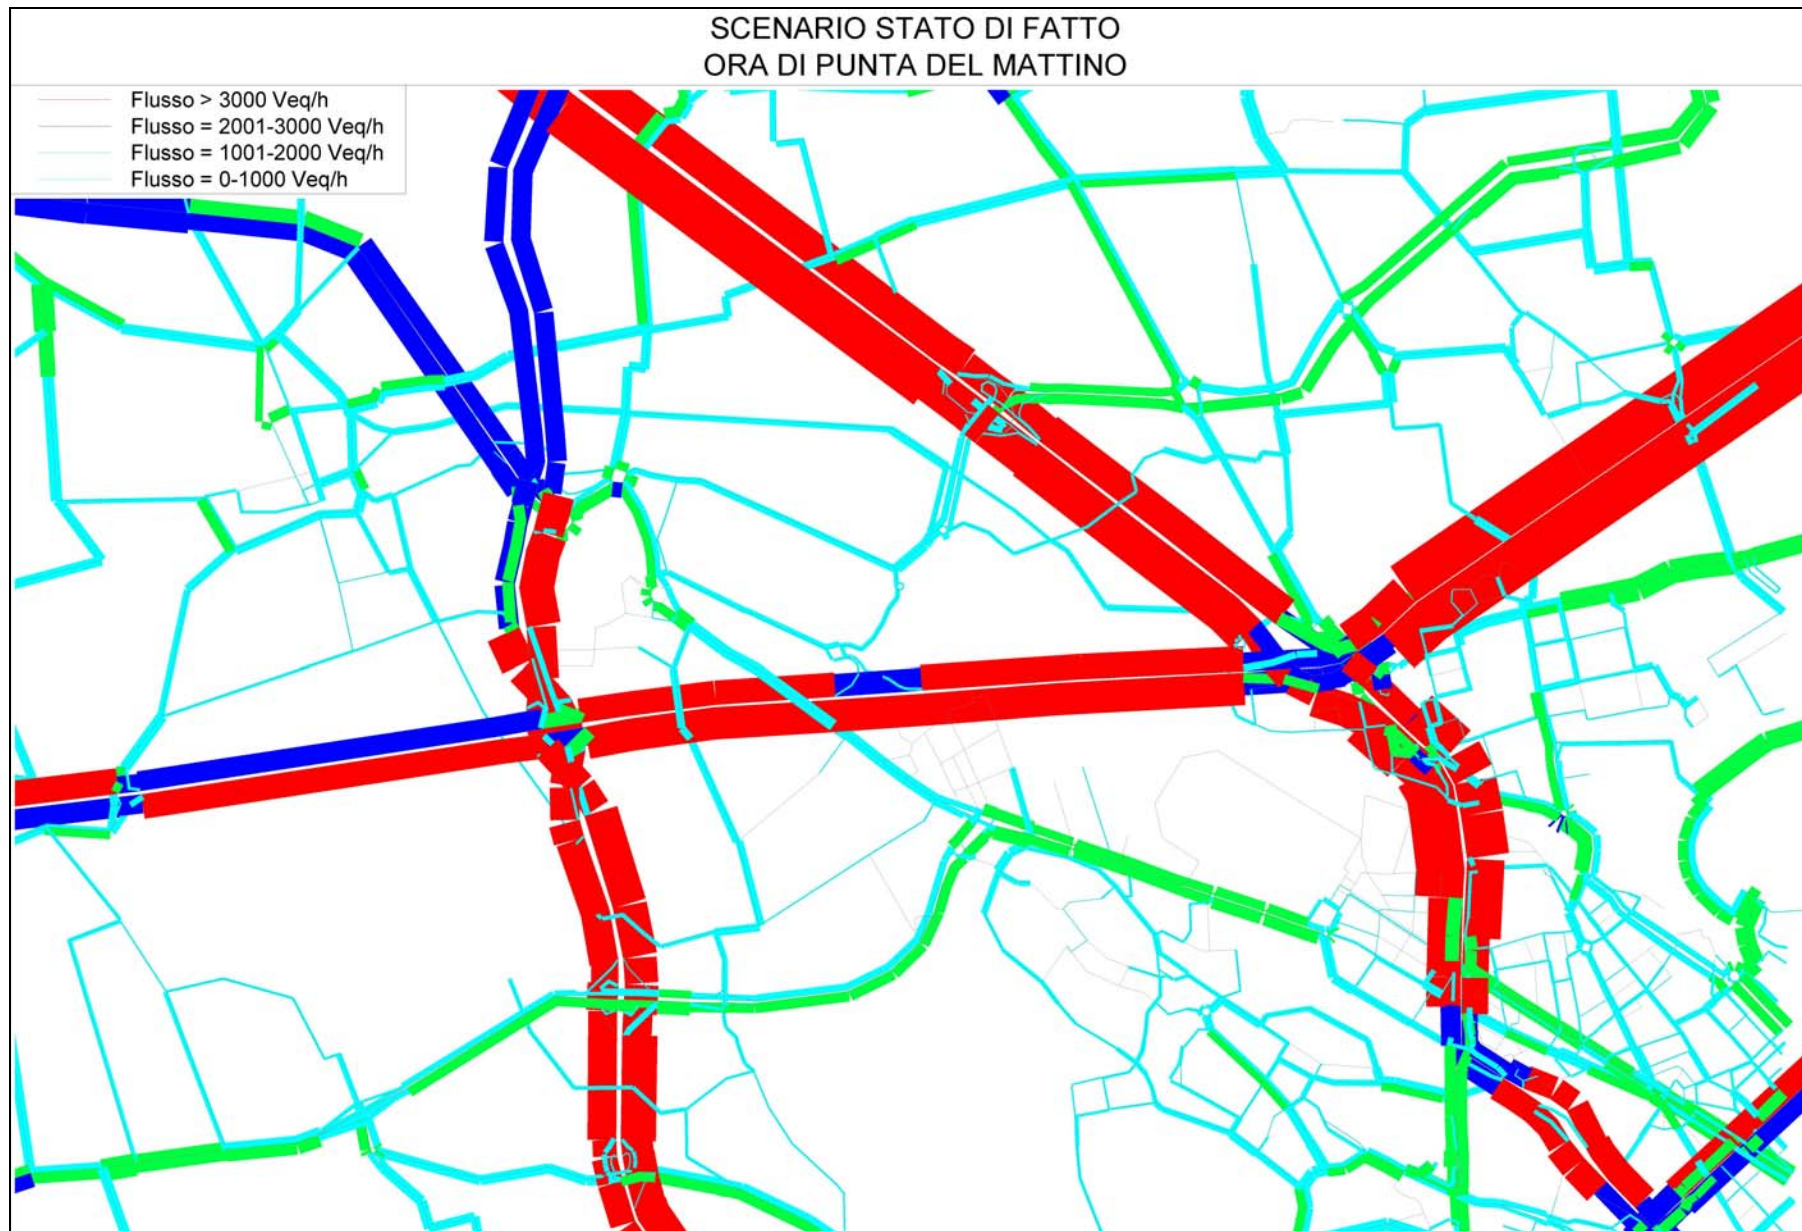 SCENARIO STATO DI FATTO
ORA DI PUNTA DEL MATTINO
Flusso > 3000 Veq/h
Flusso = 2001-3000 Veq/h
Flusso = 1001-2000 Veq/h
Flusso = 0-1000 Veq/h